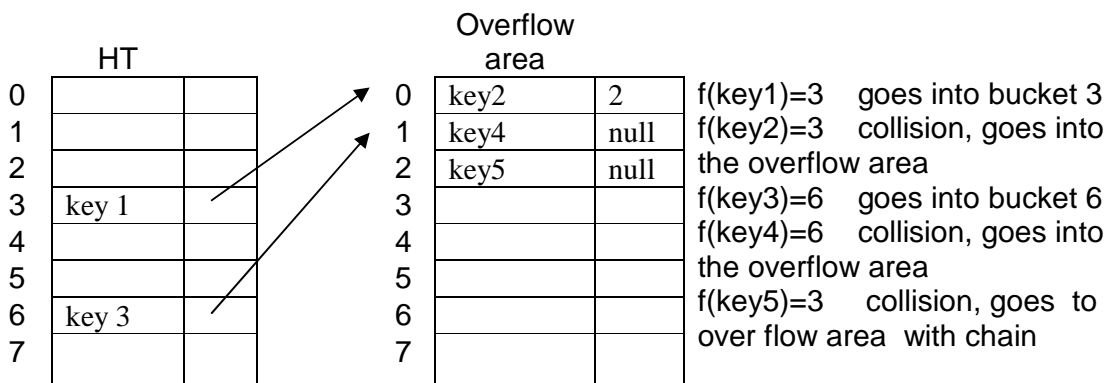 Overflow
HT area
0 0 key2 2 f(key1)=3 goes into bucket 3
1 1 key4 null f(key2)=3 collision, goes into
2 2 key5 null the overflow area
3 key 1 3 f(key3)=6 goes into bucket 6
4 4 f(key4)=6 collision, goes into
5 5 the overflow area
6 key 3 6 f(key5)=3 collision, goes to
7 7 over flow area with chain